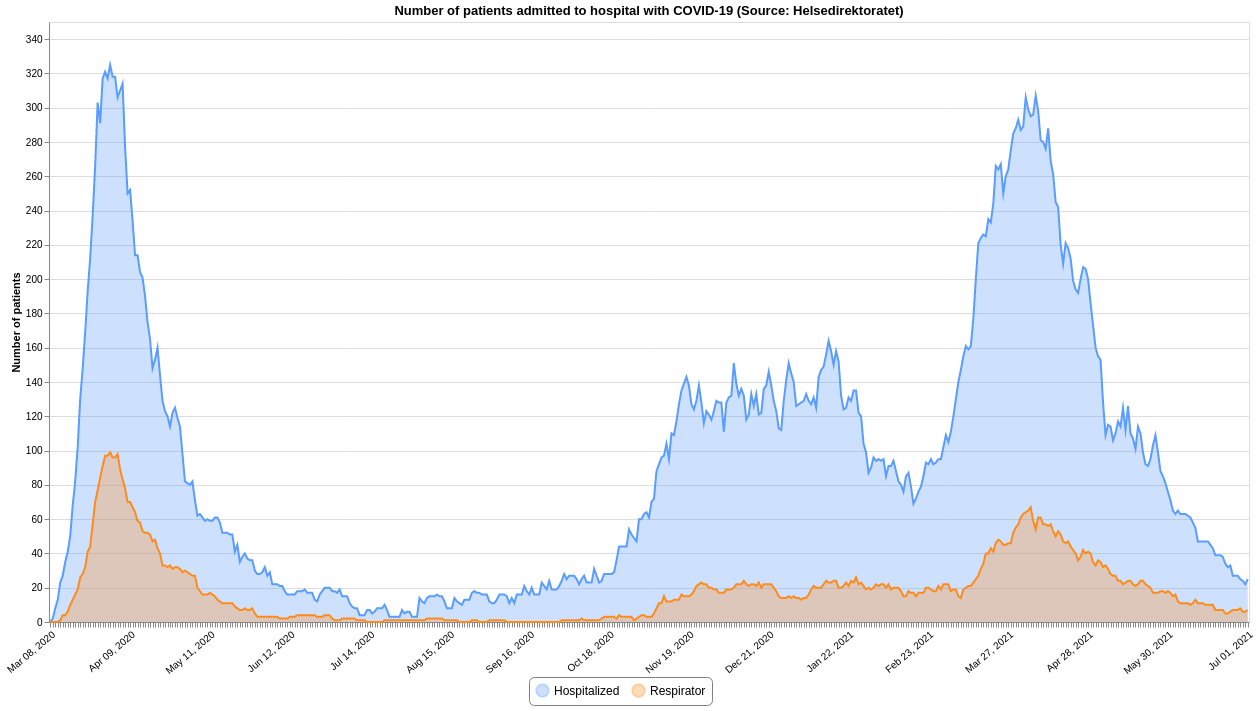 Number of patients admitted to hospital with COVID-19 (Source: Helsedirektoratet)
Number of patients
340
320
300
280
260
240
220
200
180
160
140
120
100
80
60
40
20
0
Mar 08, 2020
Apr 09, 2020
May 11, 2020
Jun 12, 2020
Jul 14, 2020
Aug 15, 2020
Sep 16, 2020
Oct 18, 2020
Nov 19, 2020
Dec 21, 2020
Jan 22, 2021
Feb 23, 2021
Mar 27, 2021
Apr 28, 2021
May 30, 2021
Jul 01, 2021
Hospitalized Respirator